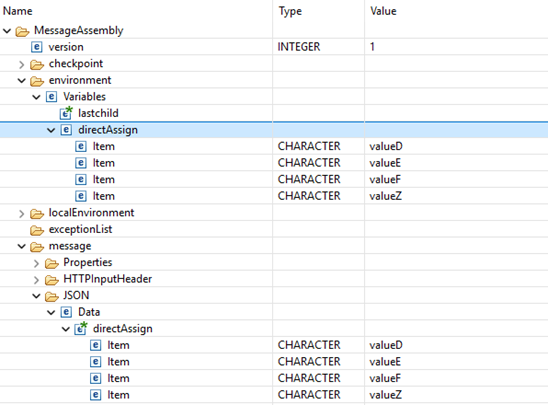 Name Type Value
MessageAssembly
version INTEGER 1
checkpoint
environment
Variables
lastchild
directAssign
Item CHARACTER valueD
Item CHARACTER valueE
Item CHARACTER valueF
Item CHARACTER valueZ
localEnvironment
exceptionList
message
Properties
HTTPInputHeader
JSON
Data
directAssign
Item CHARACTER valueD
Item CHARACTER valueE
Item CHARACTER valueF
Item CHARACTER valueZ